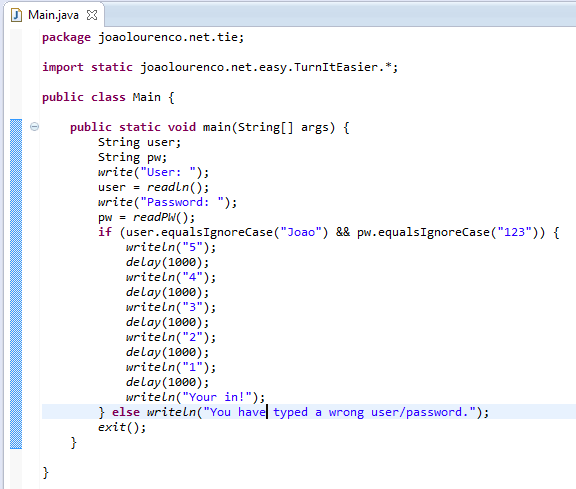 Main.java
package joaolourenco.net.tie;
import static joaolourenco.net.easy.TurnItEasier.*;
public class Main {
public static void main(String[] args) {
String user;
String pw;
write("User: ");
user = readln();
write("Password: ");
pw = readPW();
if (user.equalsIgnoreCase("Joao") && pw.equalsIgnoreCase("123")) {
writeln("5");
delay(1000);
writeln("4");
delay(1000);
writeln("3");
delay(1000);
writeln("2");
delay(1000);
writeln("1");
delay(1000);
writeln("Your in!");
} else writeln("You have typed a wrong user/password.");
exit();
}
}